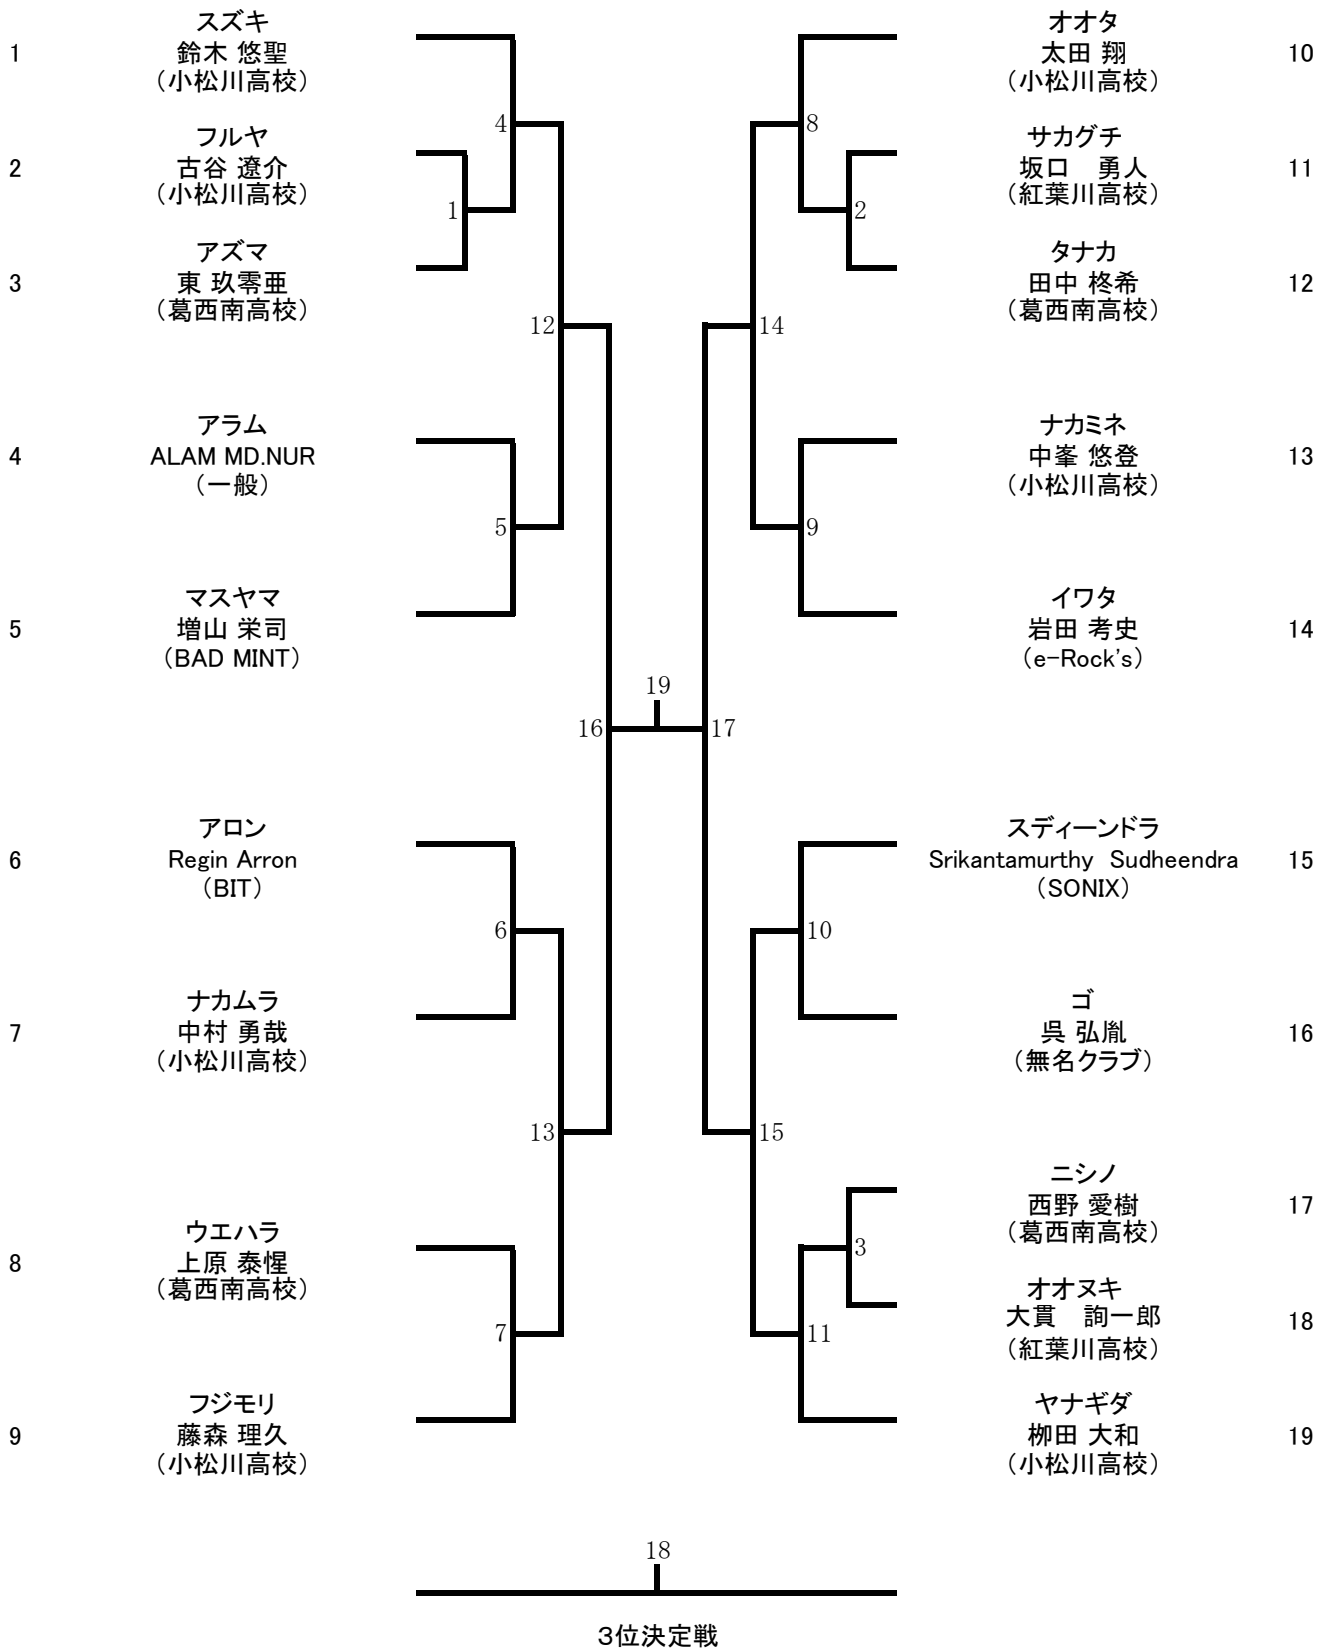 スズキ
1 鈴木 悠聖
（小松川高校）
フルヤ
2 古谷 遼介
（小松川高校）
アズマ
3 東 玖零亜
（葛西南高校）
アラム
4 ALAM MD.NUR
（一般）
マスヤマ
5 増山 栄司
（BAD MINT）
アロン
6 Regin Arron
（BIT）
ナカムラ
7 中村 勇哉
（小松川高校）
ウエハラ
8 上原 泰惺
（葛西南高校）
フジモリ
9 藤森 理久
（小松川高校）
4
1
12
5
16
6
13
7
19
8
2
14
9
17
10
15
3
11
オオタ
太田 翔 10
（小松川高校）
サカグチ
坂口　勇人 11
（紅葉川高校）
タナカ
田中 柊希 12
（葛西南高校）
ナカミネ
中峯 悠登 13
（小松川高校）
イワタ
岩田 考史 14
（e-Rock's）
スディーンドラ
Srikantamurthy Sudheendra 15
（SONIX）
ゴ
呉 弘胤 16
（無名クラブ）
ニシノ
西野 愛樹 17
（葛西南高校）
オオヌキ
大貫　詢一郎 18
（紅葉川高校）
ヤナギダ
栁田 大和 19
（小松川高校）
18
３位決定戦